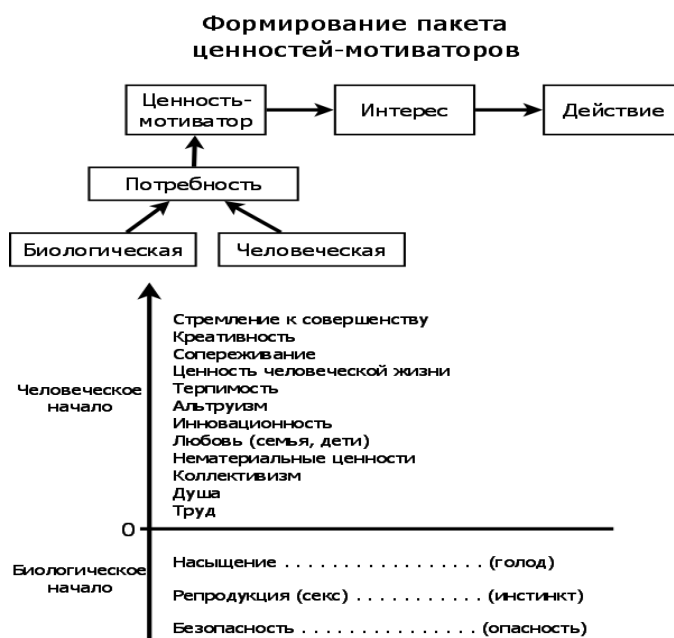 Формирование пакета
ценностей-мотиваторов
Ценность-
мотиватор
Интерес
Действие
Потребность
Биологическая
Человеческая
Стремление к совершенству
Креативность
Сопереживание
Ценность человеческой жизни
Терпимость
Альтруизм
Инновационность
Любовь (семья, дети)
Нематериальные ценности
Коллективизм
Душа
Труд
Человеческое
начало
0
Биологическое
начало
Насыщение . . . . . . . . . . . . . . . . . (голод)
Репродукция (секс) . . . . . . . . . . . (инстинкт)
Безопасность . . . . . . . . . . . . . . . (опасность)